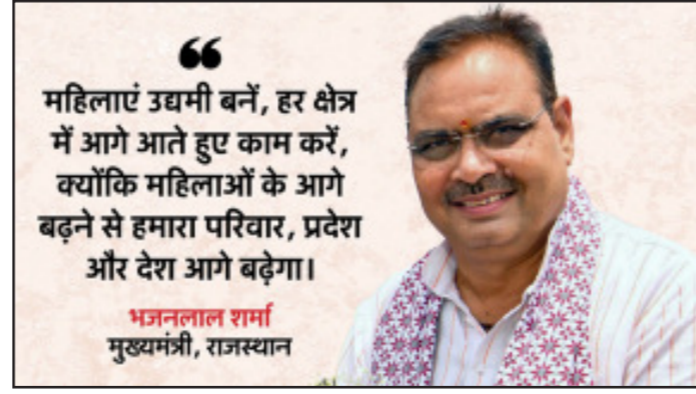 “
महिलाएं उद्यमी बनें, हर क्षेत्र
में आगे आते हुए काम करें,
क्योंकि महिलाओं के आगे
बढ़ने से हमारा परिवार, प्रदेश
और देश आगे बढ़ेगा।
भजनलाल शर्मा
मुख्यमंत्री, राजस्थान